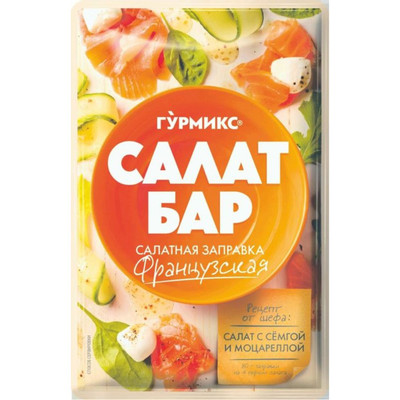 ГУРМИКС®
САЛАТ
БАР
САЛАТНАЯ ЗАПРАВКА
Французская
Рецепт
от шефа:
САЛАТ С СЁМГОЙ
И МОЦАРЕЛЛОЙ